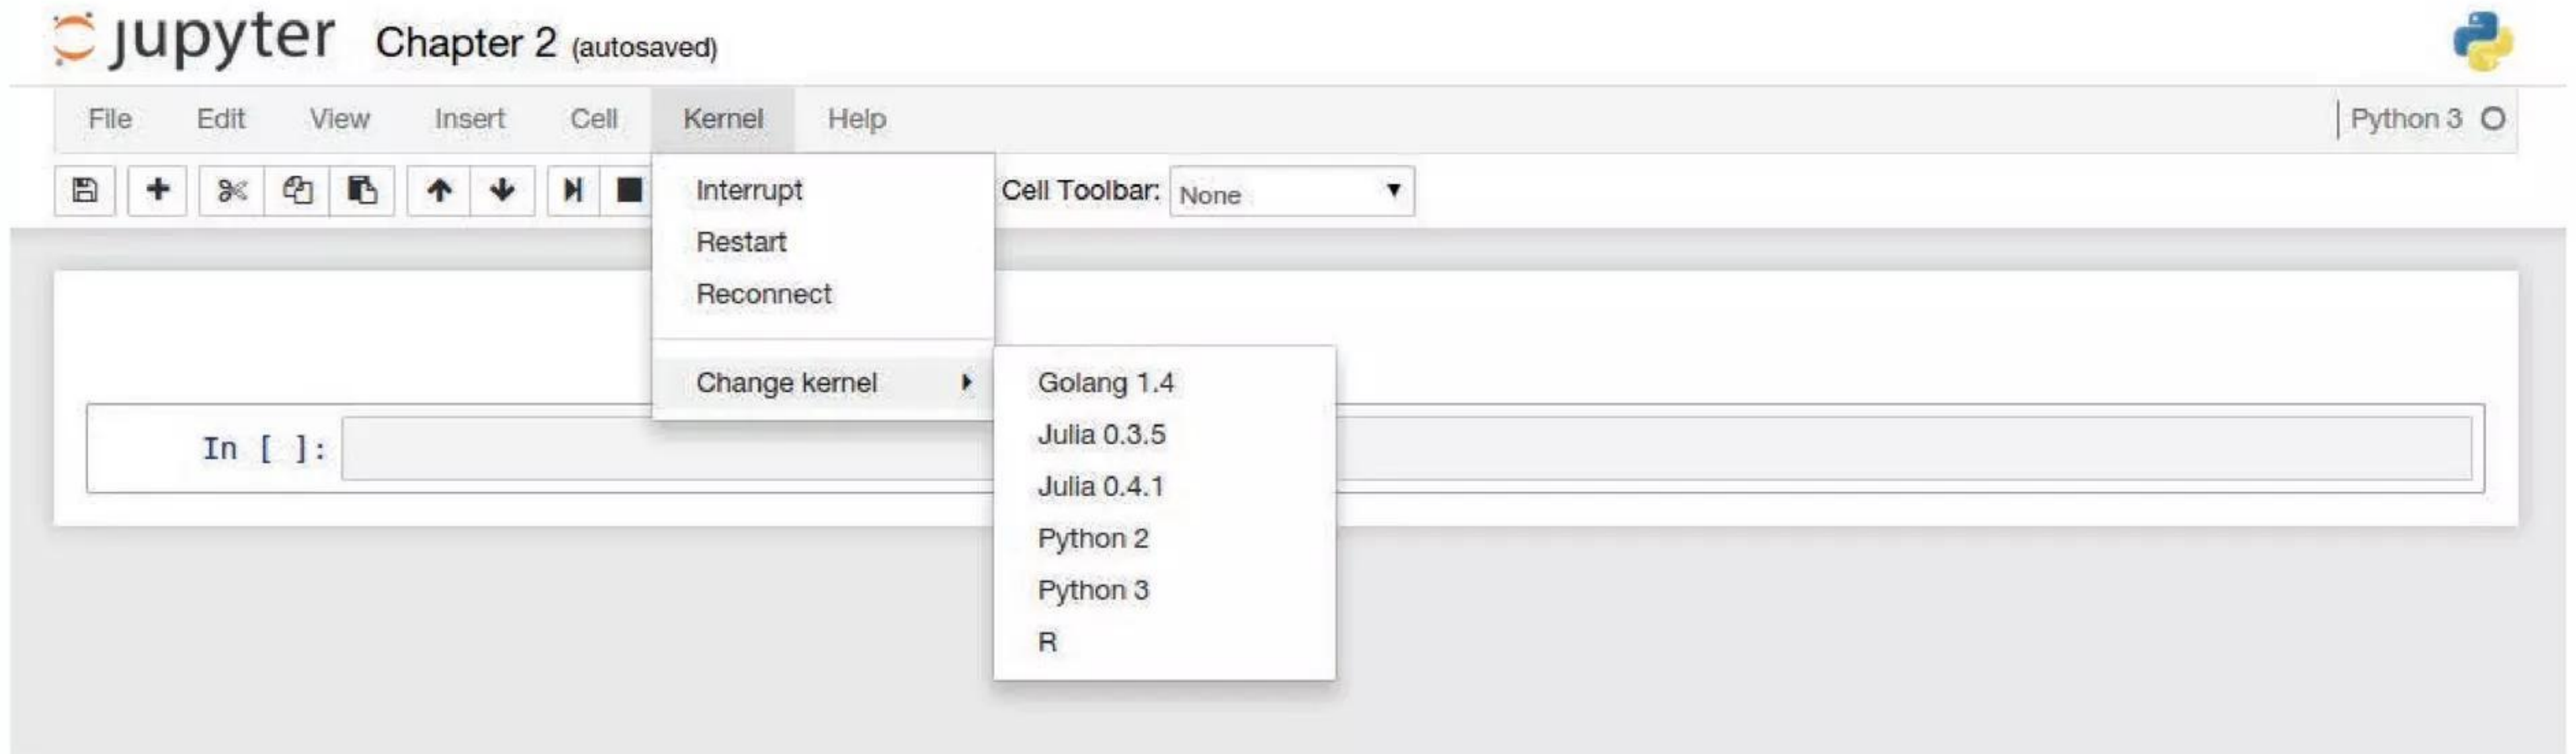 jupyter Chapter 2 (autosaved)
File Edit View Insert Cell Kernel Help Python 3
Interrupt Cell Toolbar: None
Restart
Reconnect
Change kernel Golang 1.4
Julia 0.3.5
In [ ]:
Julia 0.4.1
Python 2
Python 3
R